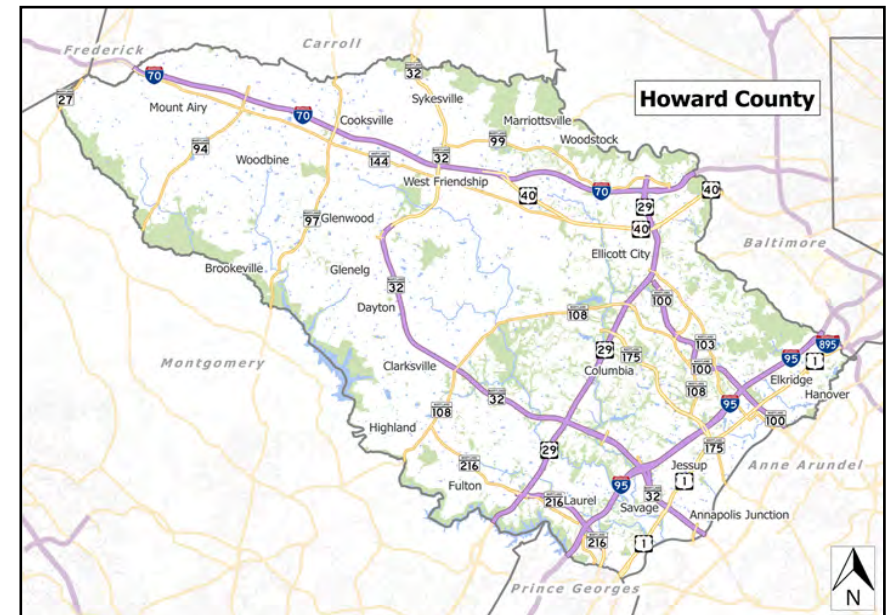 Frederick
Carroll
70
32
27
Mount Airy
Sykesville
Howard County
70
Cooksville
Marriottsville
94
99
Woodstock
Woodbine
144
32
West Friendship
70
40
40
29
97
Glenwood
40
Baltimore
Ellicott City
Brookeville
Glenelg
32
100
Dayton
108
895
Montgomery
29
175
103
95
1
Clarksville
100
Columbia
Elkridge
32
108
Hanover
108
95
100
Highland
29
175
216
Jessup
Anne Arundel
Fulton
95
1
32
216
Laurel
Savage
Annapolis Junction
216
1
Prince Georges
N